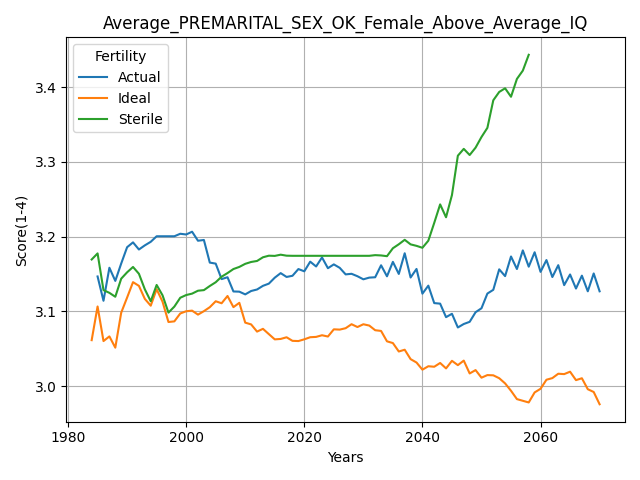 Average_PREMARITAL_SEX_OK_Female_Above_Average_IQ
Fertility
Actual
Ideal
Sterile
3.4
3.3
3.2
3.1
3.0
Score(1-4)
1980
2000
2020
2040
2060
Years